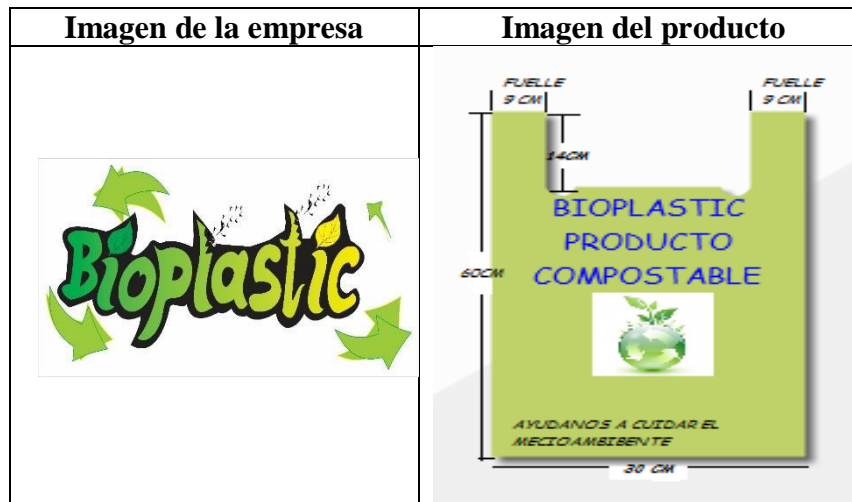 Imagen de la empresa
Imagen del producto
Bioplastic
FUELLE
9 CM
FUELLE
9 CM
14CM
60CM
BIOPLASTIC
PRODUCTO
COMPOSTABLE
AYUDANOS A CUIDAR EL
MECIOAMBIBENTE
30 CM